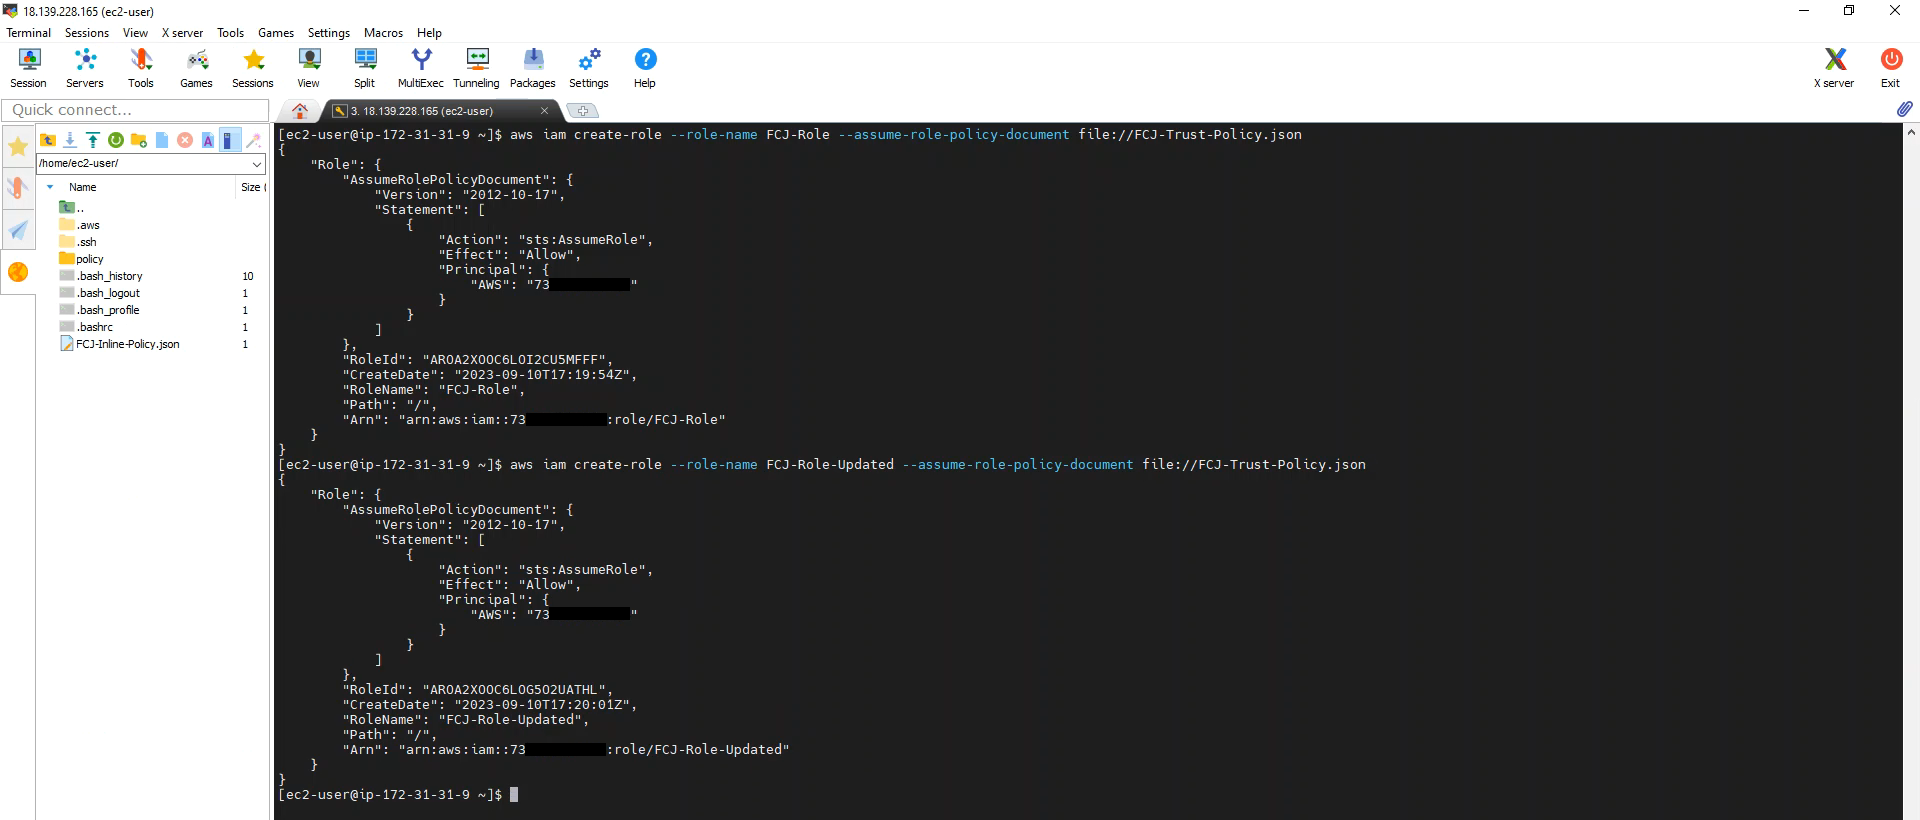 18.139.228.165 (ec2-user)
Terminal Sessions View X server Tools Games Settings Macros Help
Session Servers Tools Games Sessions View Split MultiExec Tunneling Packages Settings Help X server Exit
Quick connect...
3. 18.139.228.165 (ec2-user)
/home/ec2-user/
Name Size (
..
.aws
.ssh
policy
.bash_history 10
.bash_logout 1
.bash_profile 1
.bashrc 1
FCJ-Inline-Policy.json 1
[ec2-user@ip-172-31-31-9 ~]$ aws iam create-role --role-name FCJ-Role --assume-role-policy-document file://FCJ-Trust-Policy.json
{
"Role": {
"AssumeRolePolicyDocument": {
"Version": "2012-10-17",
"Statement": [
{
"Action": "sts:AssumeRole",
"Effect": "Allow",
"Principal": {
"AWS": "73 "
}
}
]
},
"RoleId": "AROA2XOOC6LOI2CU5MFFF",
"CreateDate": "2023-09-10T17:19:54Z",
"RoleName": "FCJ-Role",
"Path": "/",
"Arn": "arn:aws:iam::73 :role/FCJ-Role"
}
}
[ec2-user@ip-172-31-31-9 ~]$ aws iam create-role --role-name FCJ-Role-Updated --assume-role-policy-document file://FCJ-Trust-Policy.json
{
"Role": {
"AssumeRolePolicyDocument": {
"Version": "2012-10-17",
"Statement": [
{
"Action": "sts:AssumeRole",
"Effect": "Allow",
"Principal": {
"AWS": "73 "
}
}
]
},
"RoleId": "AROA2XOOC6LOG5O2UATHL",
"CreateDate": "2023-09-10T17:20:01Z",
"RoleName": "FCJ-Role-Updated",
"Path": "/",
"Arn": "arn:aws:iam::73 :role/FCJ-Role-Updated"
}
}
[ec2-user@ip-172-31-31-9 ~]$